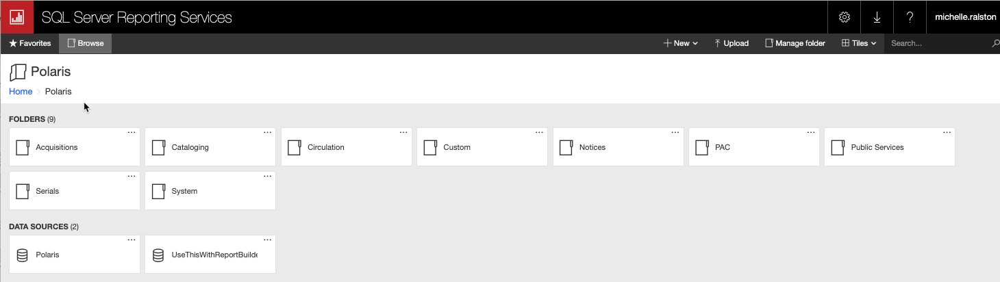 SQL Server Reporting Services
michelle.ralston
Favorites Browse New Upload Manage folder Tiles Search...
Polaris
Home > Polaris
FOLDERS (9)
Acquisitions Cataloging Circulation Custom Notices PAC Public Services
Serials System
DATA SOURCES (2)
Polaris UseThisWithReportBuilde